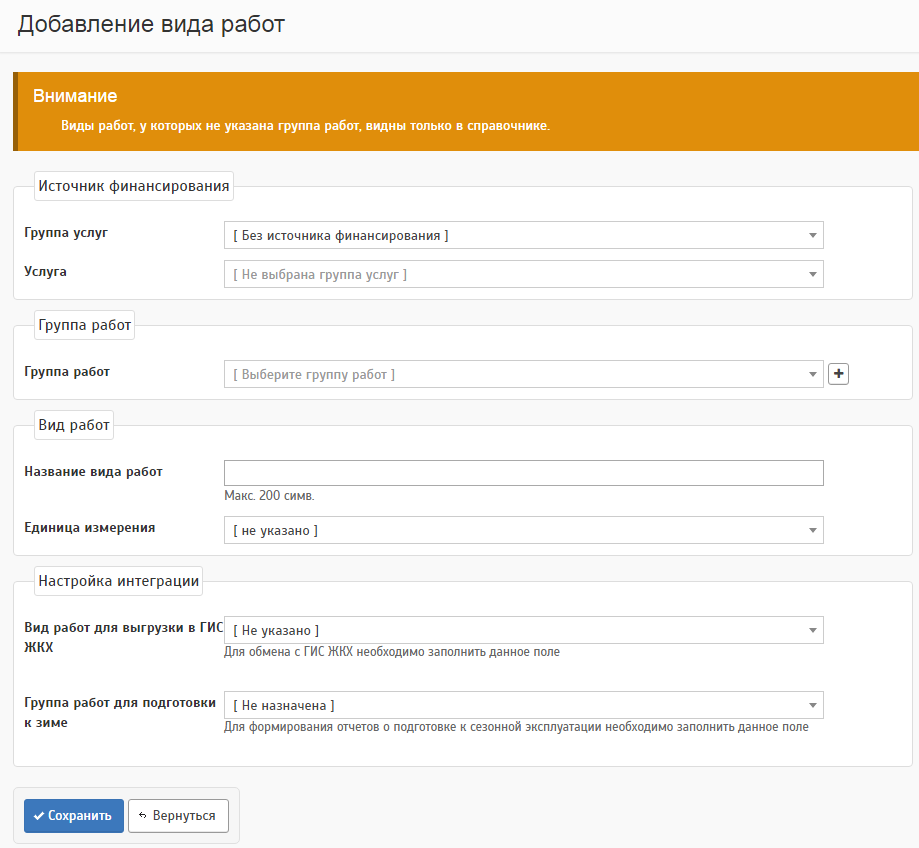 Добавление вида работ
Внимание
Виды работ, у которых не указана группа работ, видны только в справочнике.
Источник финансирования
Группа услуг
[ Без источника финансирования ]
Услуга
[ Не выбрана группа услуг ]
Группа работ
Группа работ
[ Выберите группу работ ]
Вид работ
Название вида работ
Макс. 200 симв.
Единица измерения
[ не указано ]
Настройка интеграции
Вид работ для выгрузки в ГИС
ЖКХ
[ Не указано ]
Для обмена с ГИС ЖКХ необходимо заполнить данное поле
Группа работ для подготовки
к зиме
[ Не назначена ]
Для формирования отчетов о подготовке к сезонной эксплуатации необходимо заполнить данное поле
Сохранить
Вернуться